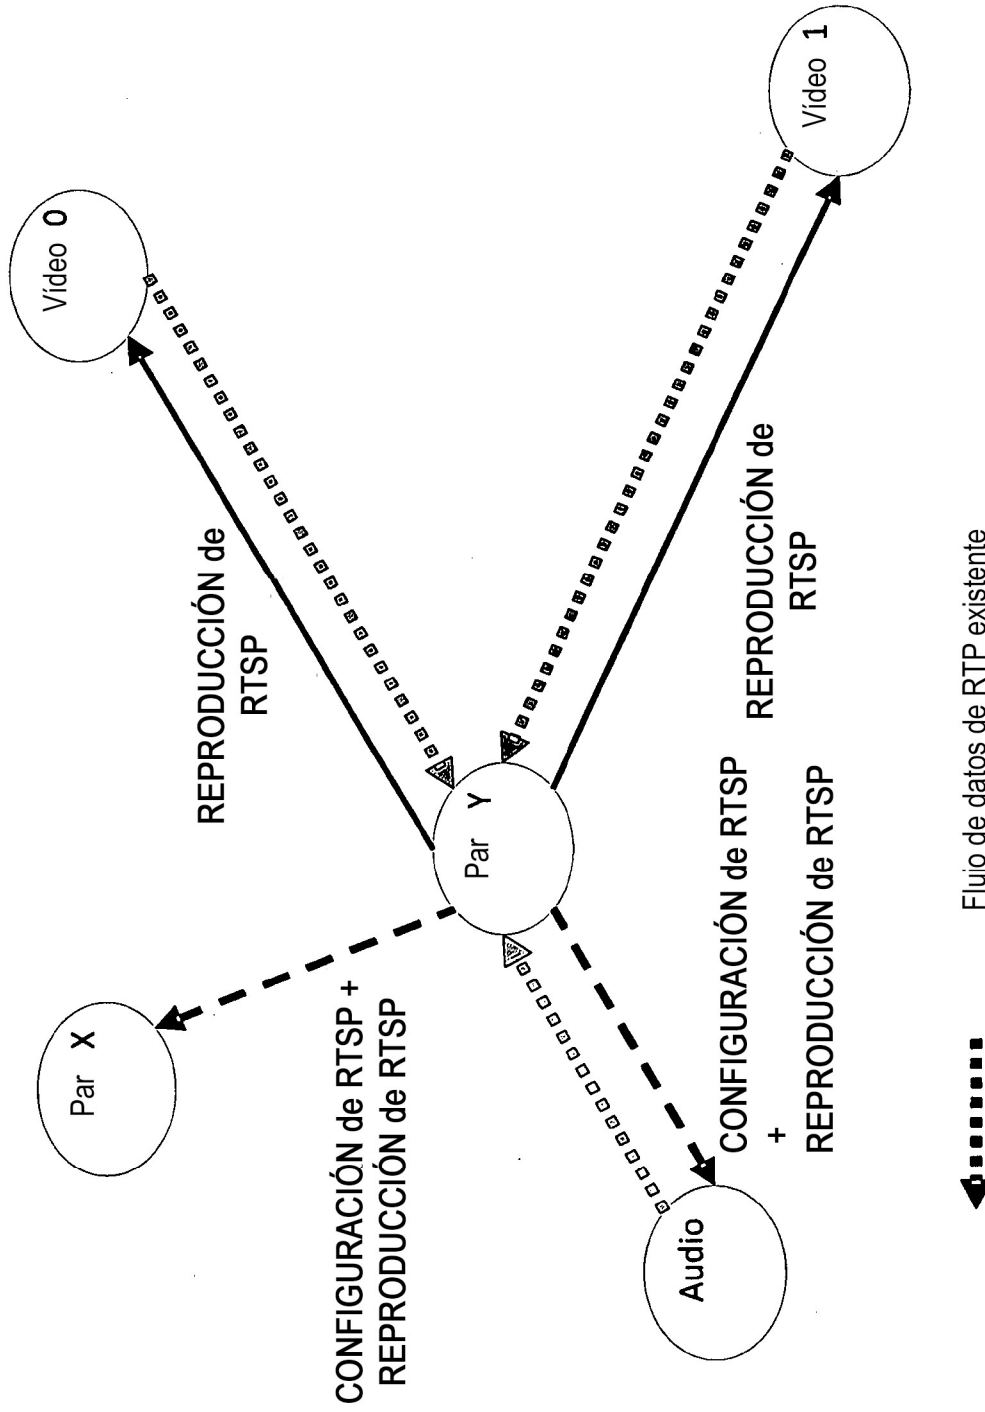 Par X
Vídeo 0
REPRODUCCIÓN de
RTSP
CONFIGURACIÓN de RTSP +
REPRODUCCIÓN de RTSP
Par Y
Audio
CONFIGURACIÓN de RTSP
+
REPRODUCCIÓN de RTSP
REPRODUCCIÓN de
RTSP
Vídeo 1
Flujo de datos de RTP existente